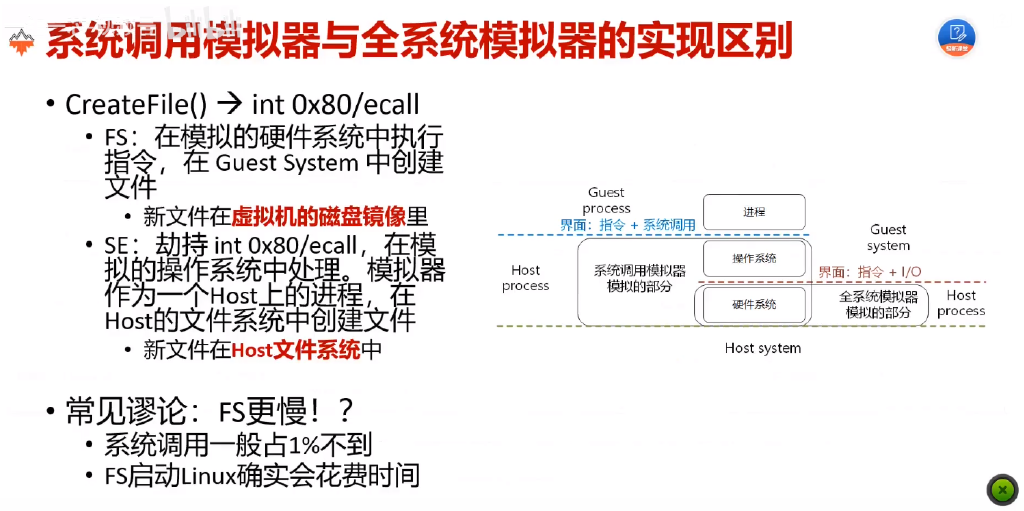 系统调用模拟器与全系统模拟器的实现区别
• CreateFile() → int 0x80/ecall
• FS：在模拟的硬件系统中执行
指令，在 Guest System 中创建
文件
• 新文件在虚拟机的磁盘镜像里
• SE：劫持 int 0x80/ecall，在模
拟的操作系统中处理。模拟器
作为一个Host上的进程，在
Host的文件系统中创建文件
• 新文件在Host文件系统中
• 常见谬论：FS更慢！？
• 系统调用一般占1%不到
• FS启动Linux确实会花费时间
Guest
process
界面：指令 + 系统调用
进程
Guest
system
Host
process
系统调用模拟器
模拟的部分
操作系统
界面：指令 + I/O
硬件系统
全系统模拟器
模拟的部分
Host
process
Host system